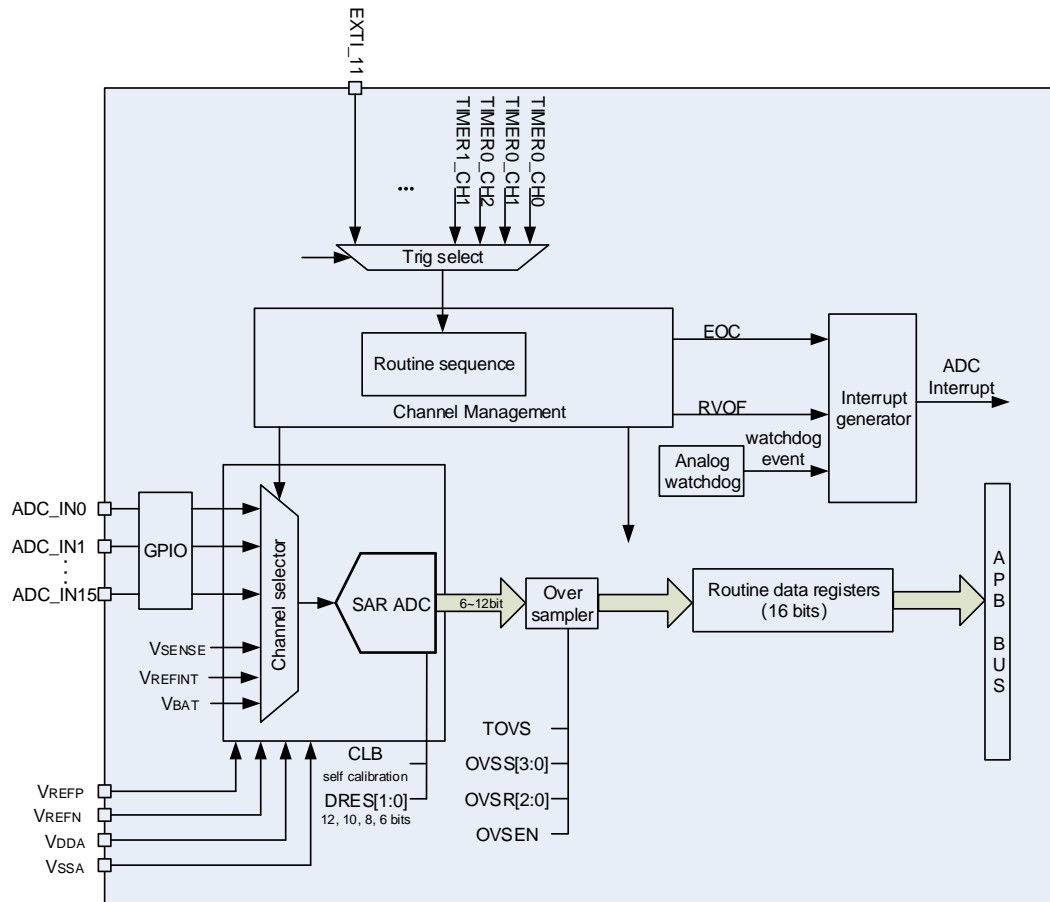 EXTI_11
TIMER1_CH1
TIMER0_CH2
TIMER0_CH1
TIMER0_CH0
...
Trig select
Routine sequence
Channel Management
EOC
RVOF
Analog
watchdog
watchdog
event
Interrupt
generator
ADC
Interrupt
ADC_IN0
ADC_IN1
ADC_IN15
GPIO
Channel selector
VSENSE
VREFINT
VBAT
SAR ADC
6~12bit
Over
sampler
Routine data registers
(16 bits)
APB BUS
CLB
self calibration
DRES[1:0]
12, 10, 8, 6 bits
TOVS
OVSS[3:0]
OVSR[2:0]
OVSEN
VREFP
VREFN
VDDA
VSSA